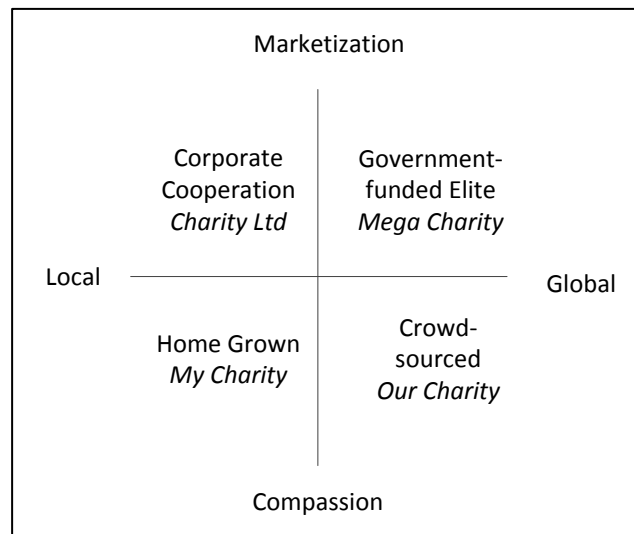 Marketization
Corporate
Cooperation
Charity Ltd
Government-
funded Elite
Mega Charity
Local
Global
Home Grown
My Charity
Crowd-
sourced
Our Charity
Compassion